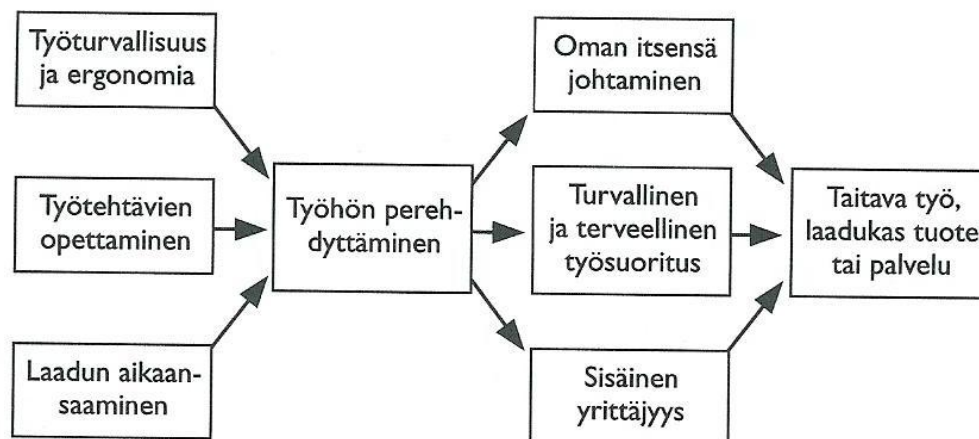 Työturvallisuus
ja ergonomia
Työtehtävien
opettaminen
Laadun aikaan-
saaminen
Työhön pereh-
dyttäminen
Oman itsensä
johtaminen
Turvallinen
ja terveellinen
työsuoritus
Sisäinen
yrittäjyys
Taitava työ,
laadukas tuote
tai palvelu